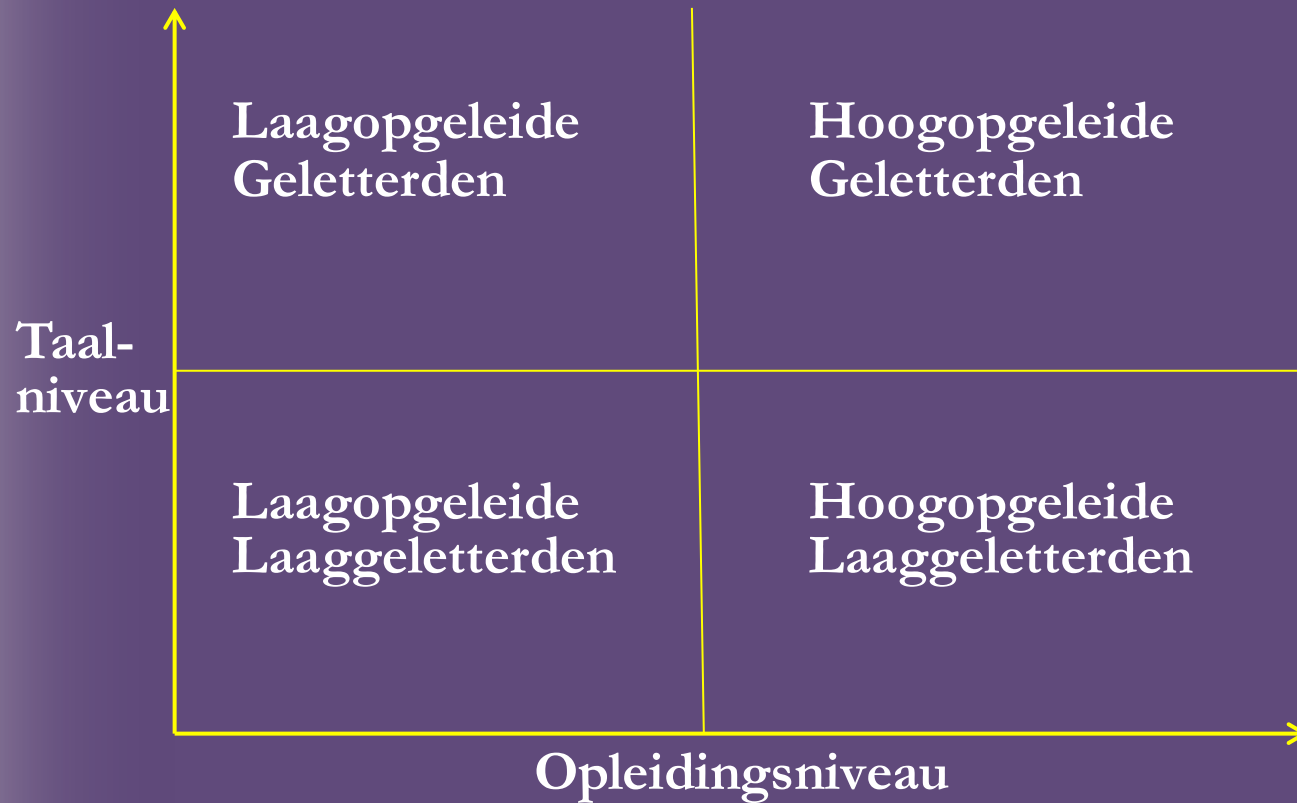 Laagopgeleide
Geletterden
Hoogopgeleide
Geletterden
Taal-
niveau
Laagopgeleide
Laaggeletterden
Hoogopgeleide
Laaggeletterden
Opleidingsniveau